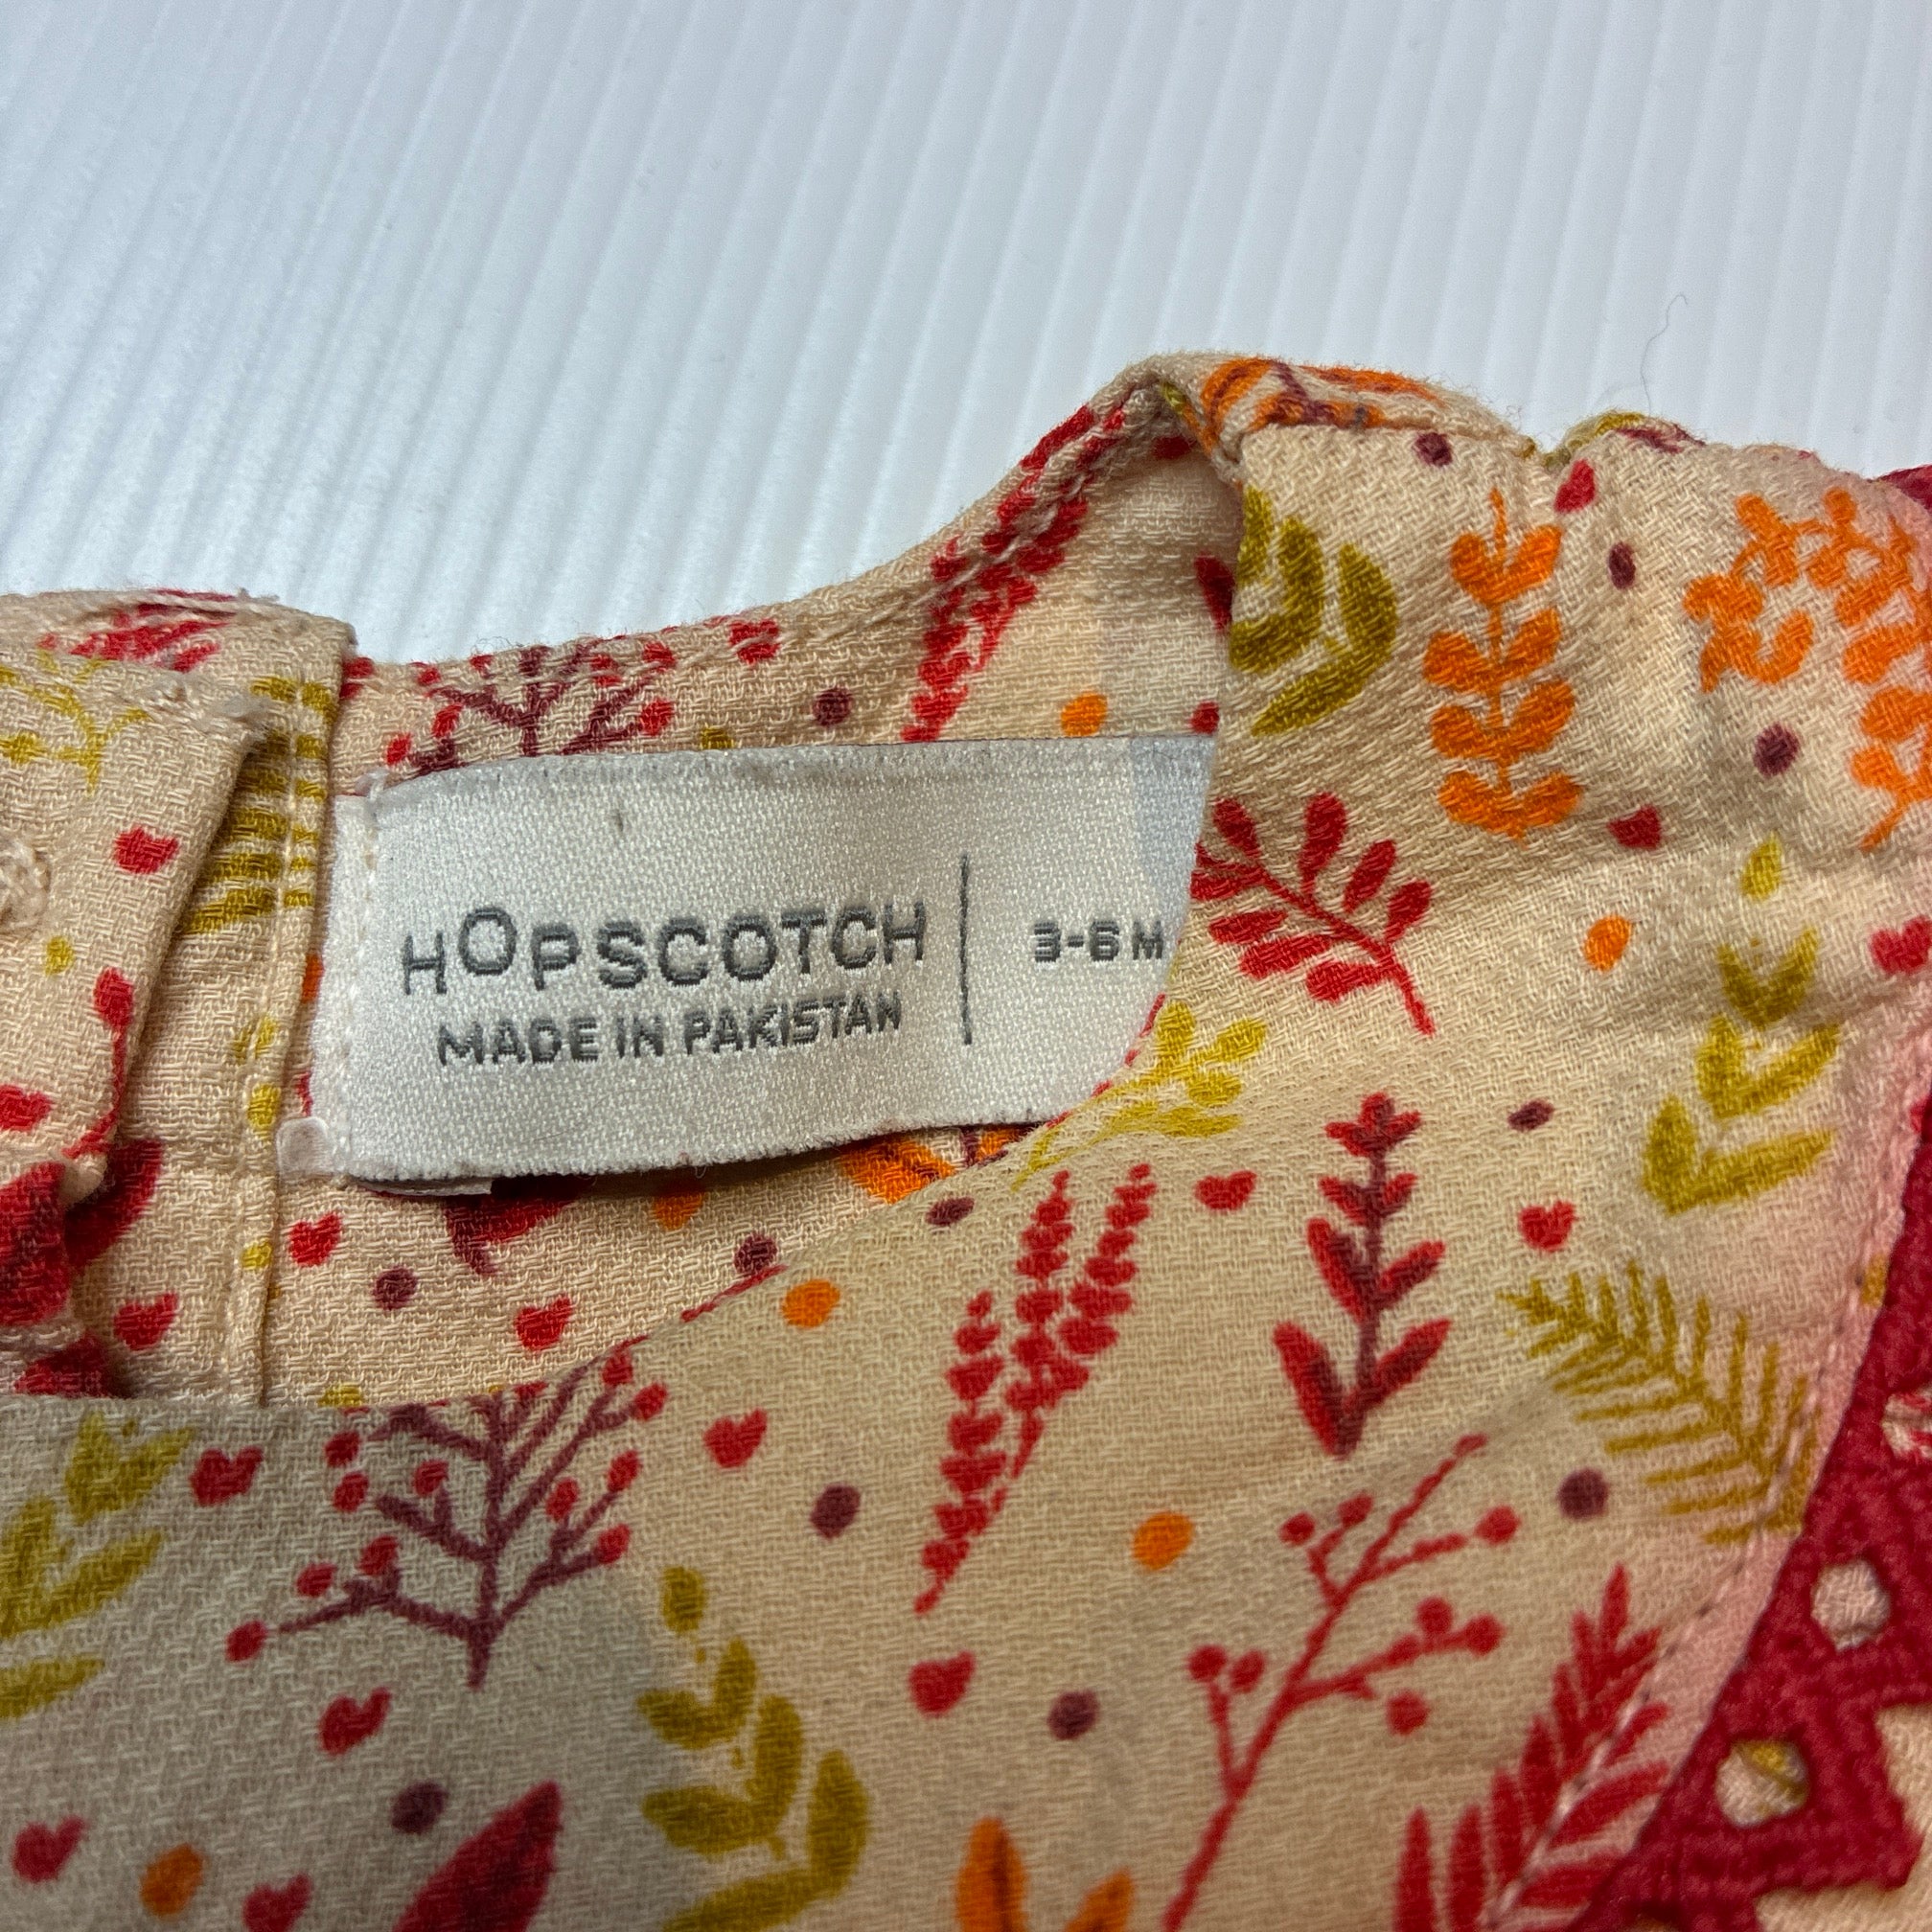 HOPSCOTCH
MADE IN PAKISTAN
3-6 M